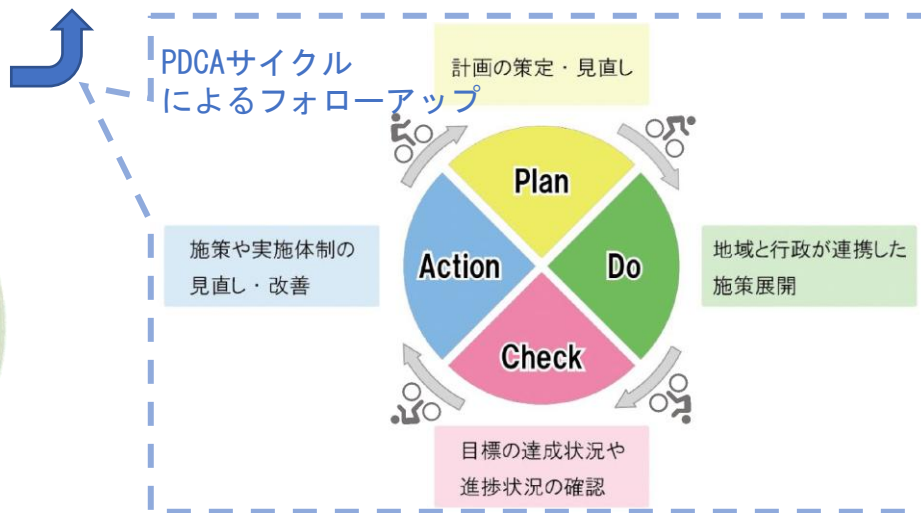 PDCAサイクル
によるフォローアップ
計画の策定・見直し
Plan
施策や実施体制の
見直し・改善
Action
Do
地域と行政が連携した
施策展開
Check
目標の達成状況や
進捗状況の確認